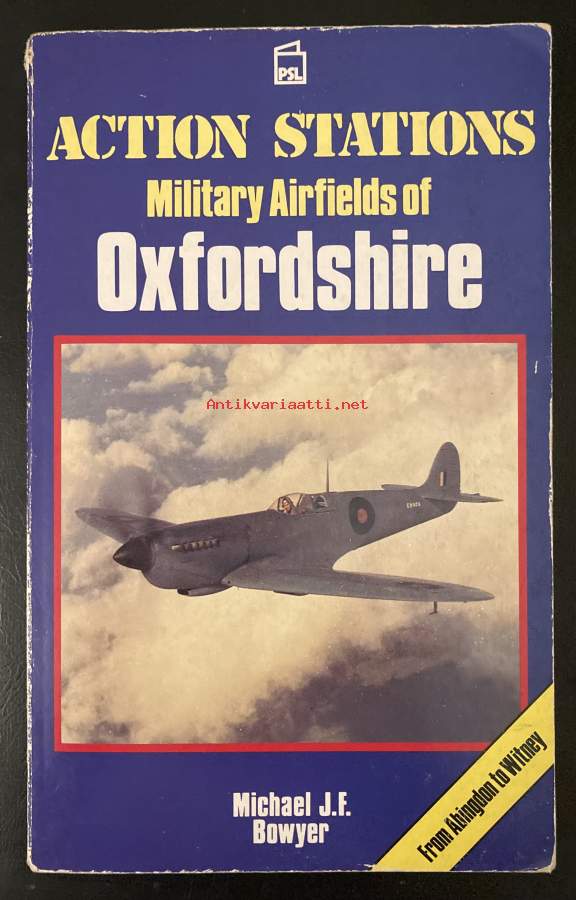 PSL
ACTION STATIONS
Military Airfields of
Oxfordshire
Antikvariaatti.net
Michael J.F.
Bowyer
From Abingdon to Witney